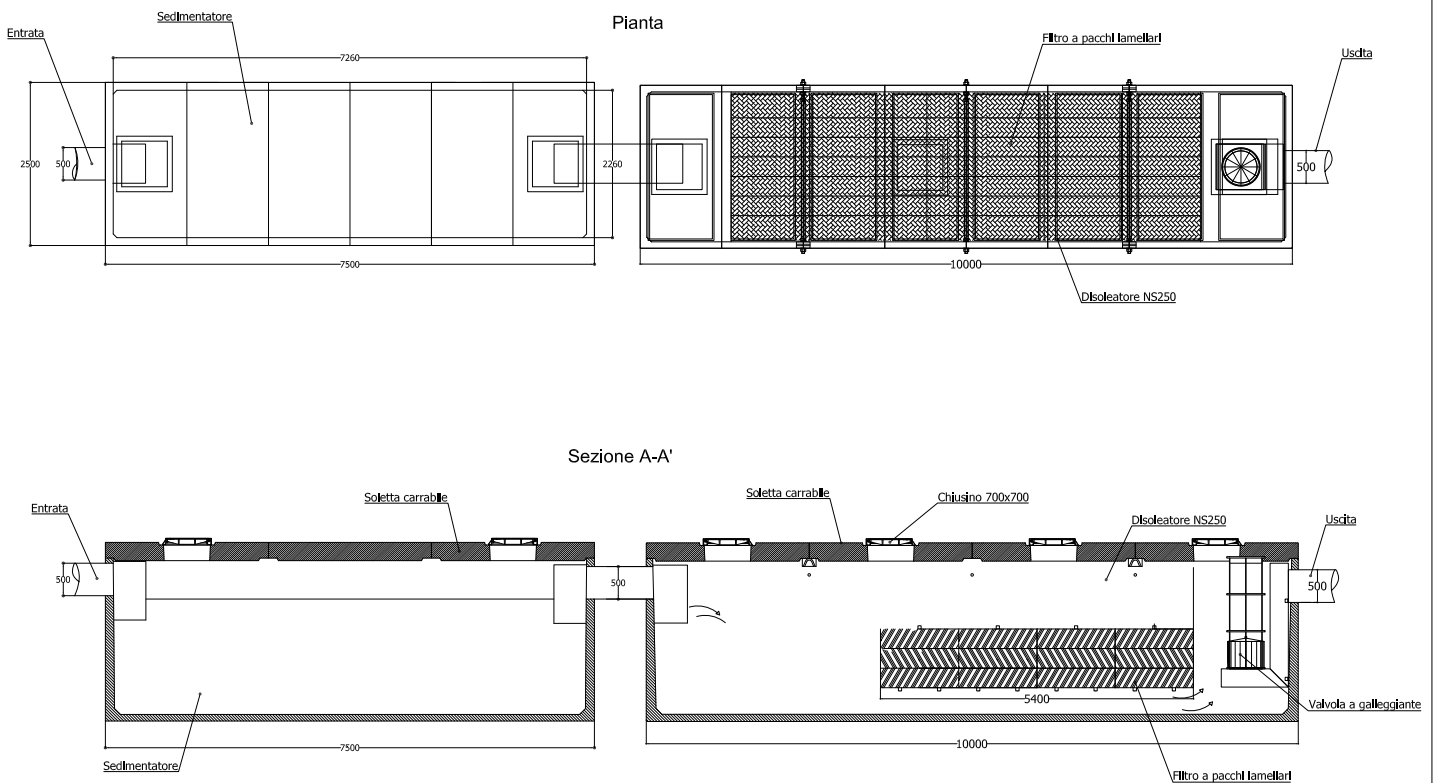 Pianta
Sedimentatore
Entrata
Filtro a pacchi lamellari
Uscita
7260
2500
500
2260
500
7500
10000
Disoleatore NS250
Sezione A-A'
Soletta carrabile
Soletta carrabile
Chiusino 700x700
Entrata
Disoleatore NS250
Uscita
500
500
500
5400
Valvola a galleggiante
7500
10000
Sedimentatore
Filtro a pacchi lamellari